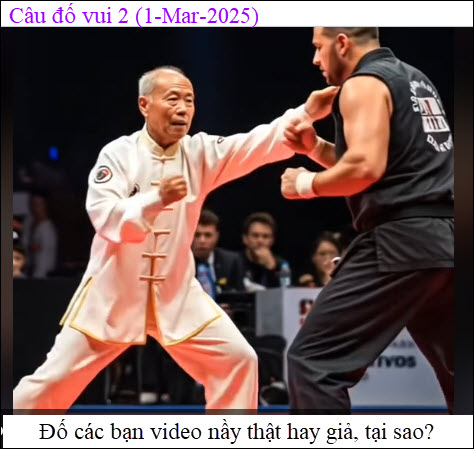 Câu đố vui 2 (1-Mar-2025)
Đố các bạn video nầy thật hay giả, tại sao?